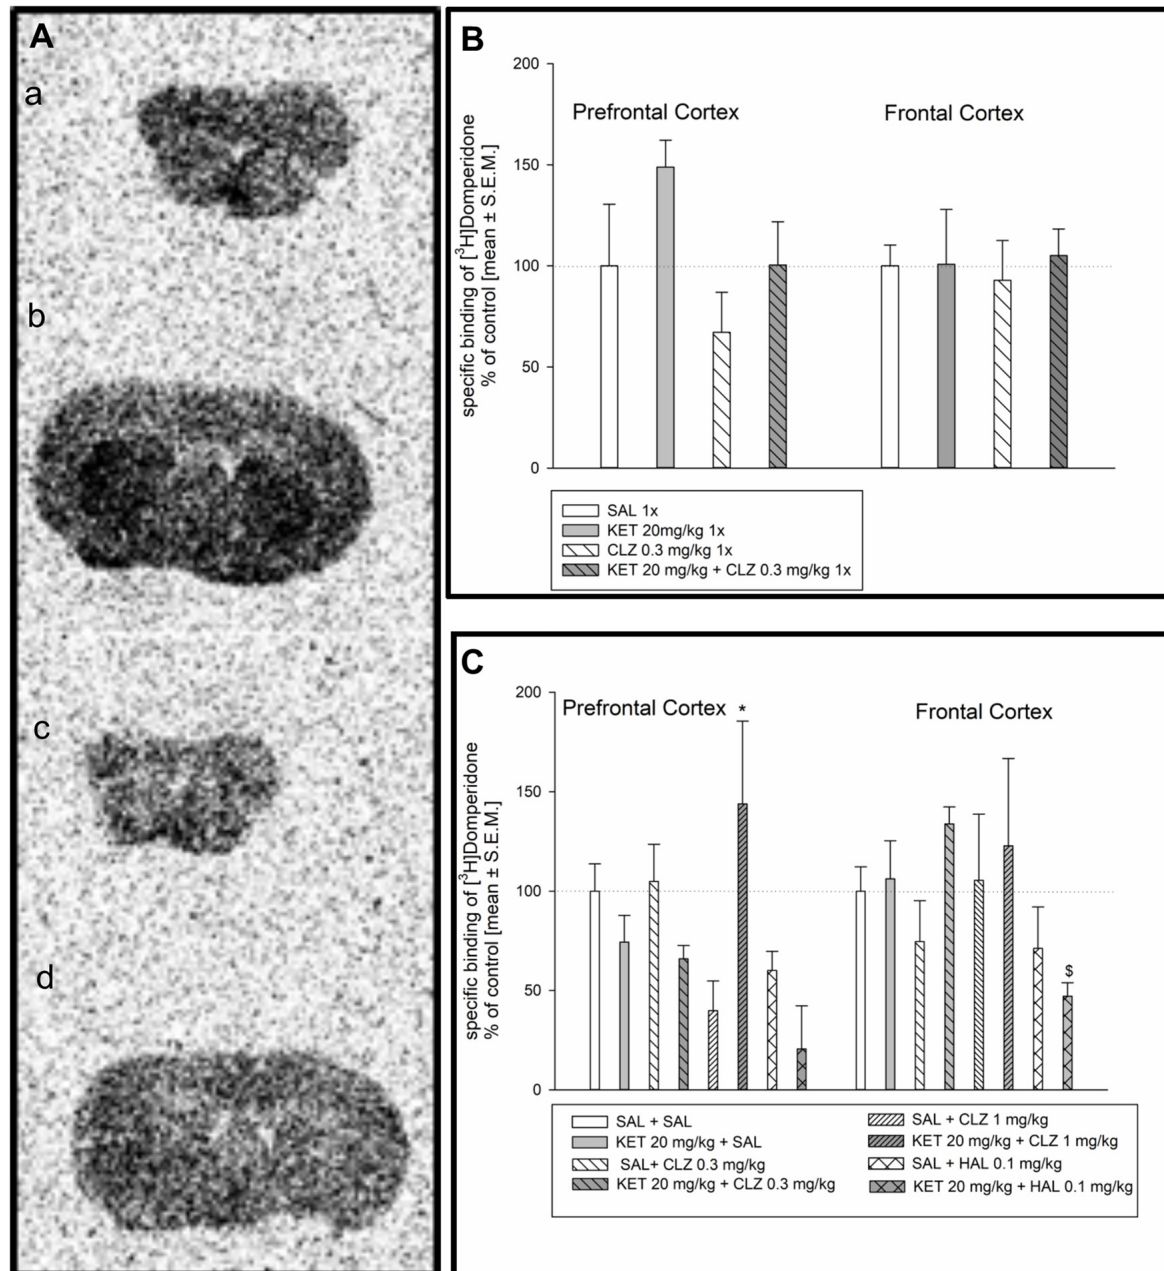 A
a
b
c
d
B
specific binding of [³H]Domperidone
% of control [mean ± S.E.M.]
200
150
100
50
0
Prefrontal Cortex
Frontal Cortex
SAL 1x
KET 20mg/kg 1x
CLZ 0.3 mg/kg 1x
KET 20 mg/kg + CLZ 0.3 mg/kg 1x
C
specific binding of [³H]Domperidone
% of control [mean ± S.E.M.]
200
150
100
50
0
Prefrontal Cortex
*
Frontal Cortex
$
SAL + SAL
KET 20 mg/kg + SAL
SAL+ CLZ 0.3 mg/kg
KET 20 mg/kg + CLZ 0.3 mg/kg
SAL + CLZ 1 mg/kg
KET 20 mg/kg + CLZ 1 mg/kg
SAL + HAL 0.1 mg/kg
KET 20 mg/kg + HAL 0.1 mg/kg